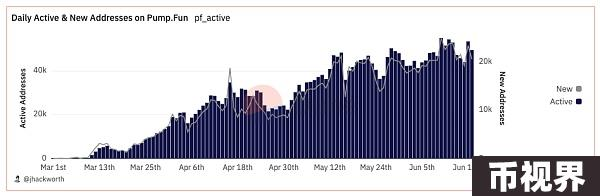 Daily Active & New Addresses on Pump.Fun pf_active
Active Addresses
40k
20k
0
20k
10k
New Addresses
New
Active
Mar 1st Mar 13th Mar 25th Apr 6th Apr 18th Apr 30th May 12th May 24th Jun 5th Jun 1
@jhackworth
币视界